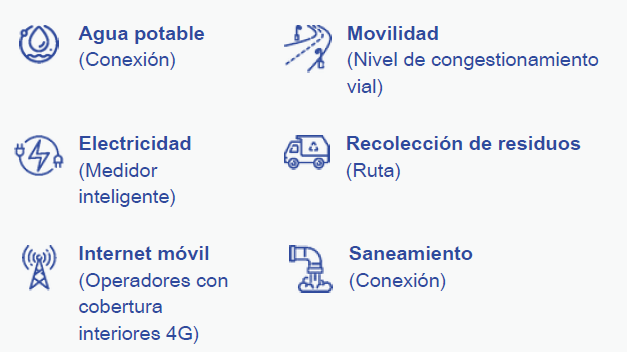 Agua potable
(Conexión)
Movilidad
(Nivel de congestionamiento
vial)
Electricidad
(Medidor
inteligente)
Recolección de residuos
(Ruta)
Internet móvil
(Operadores con
cobertura
interiores 4G)
Saneamiento
(Conexión)